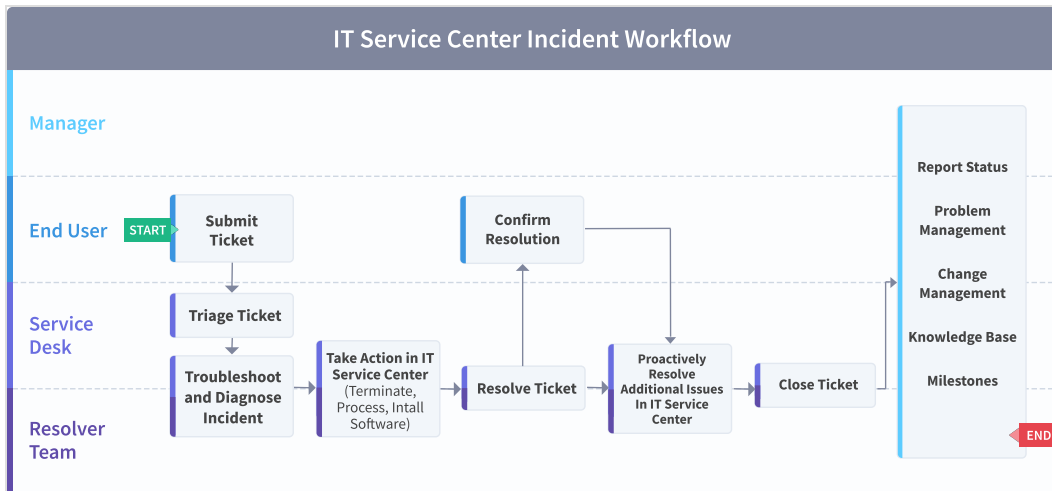 IT Service Center Incident Workflow
Manager
End User
START
Submit
Ticket
Confirm
Resolution
Service
Desk
Triage Ticket
Troubleshoot
and Diagnose
Incident
Take Action in IT
Service Center
(Terminate,
Process, Intall
Software)
Resolve Ticket
Proactively
Resolve
Additional Issues
In IT Service
Center
Close Ticket
Resolver
Team
Report Status
Problem
Management
Change
Management
Knowledge Base
Milestones
END